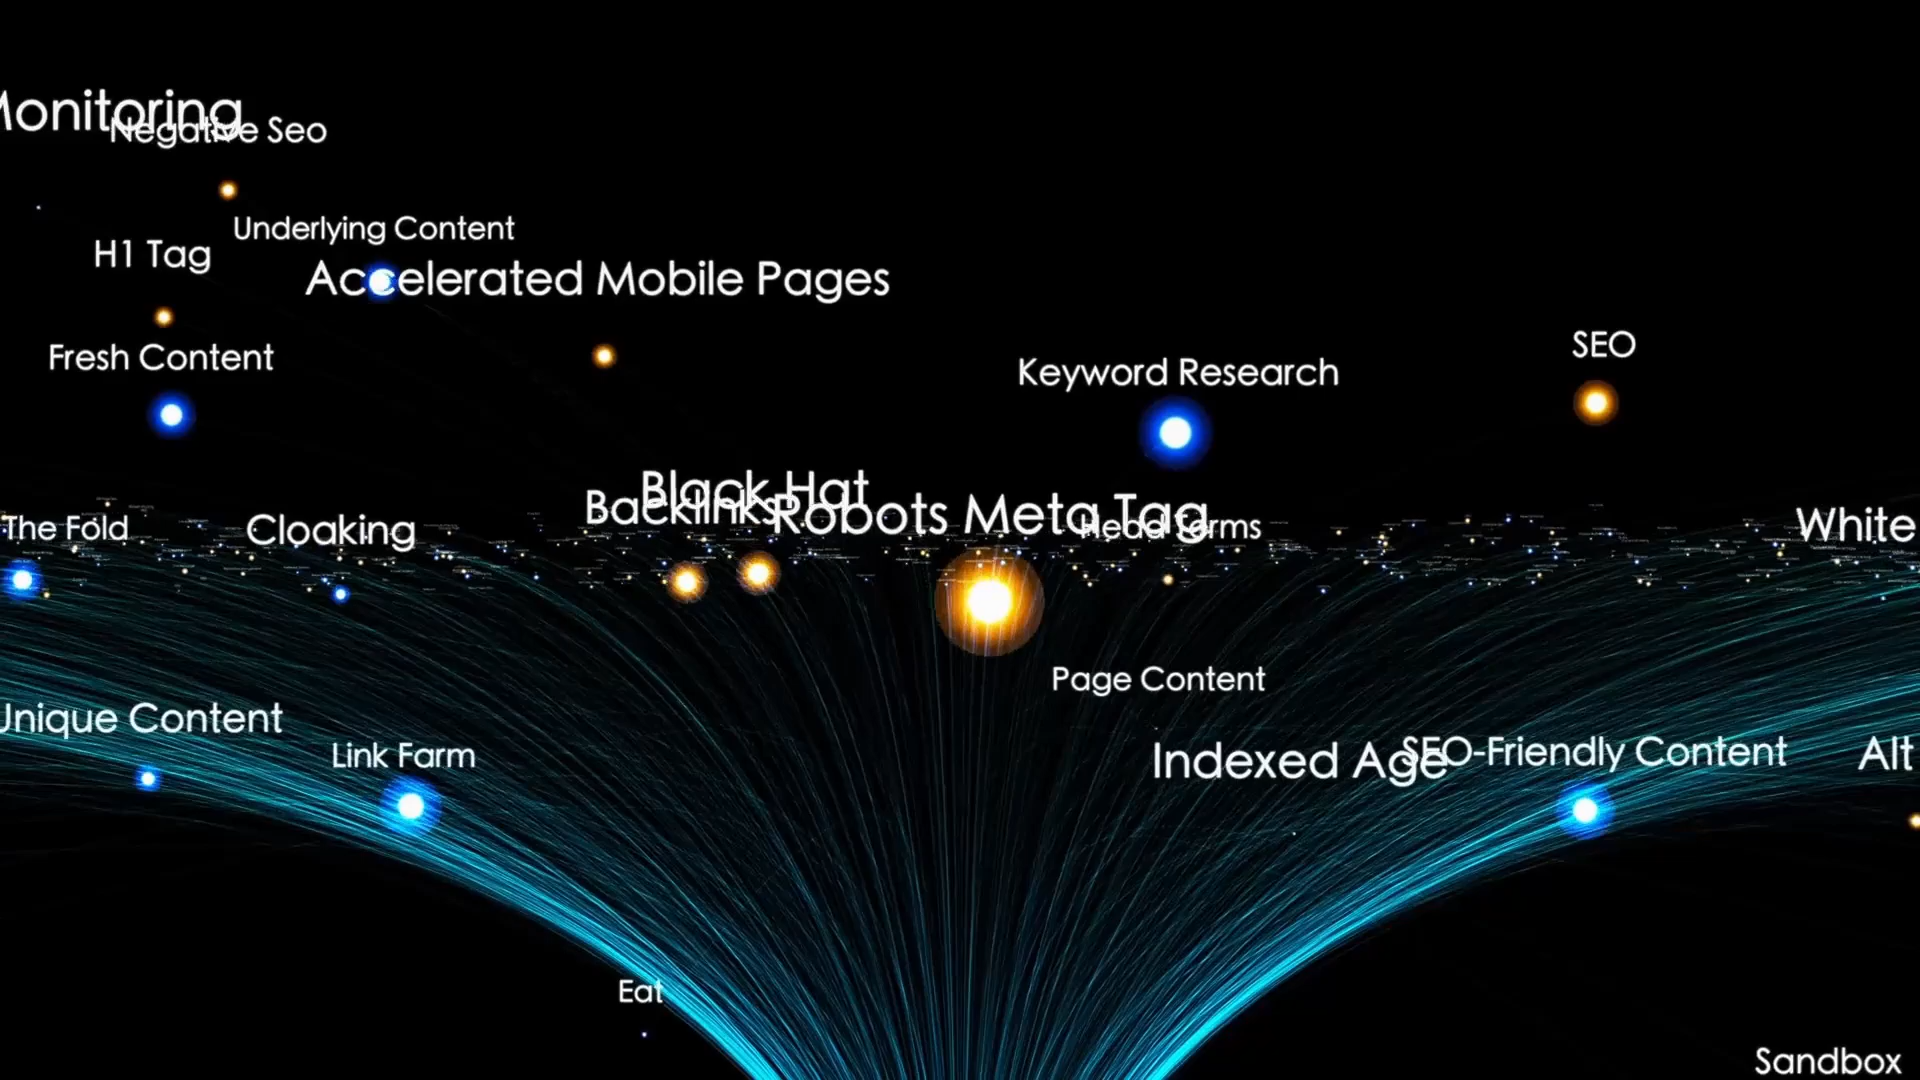 Monitoring
Negative Seo
Underlying Content
H1 Tag
Accelerated Mobile Pages
SEO
Fresh Content
Keyword Research
Black Hat
Backlinks
Robots Meta Tag
Head Terms
The Fold
Cloaking
White
Page Content
Unique Content
Link Farm
Indexed Age
SEO-Friendly Content
Alt
Eat
Sandbox